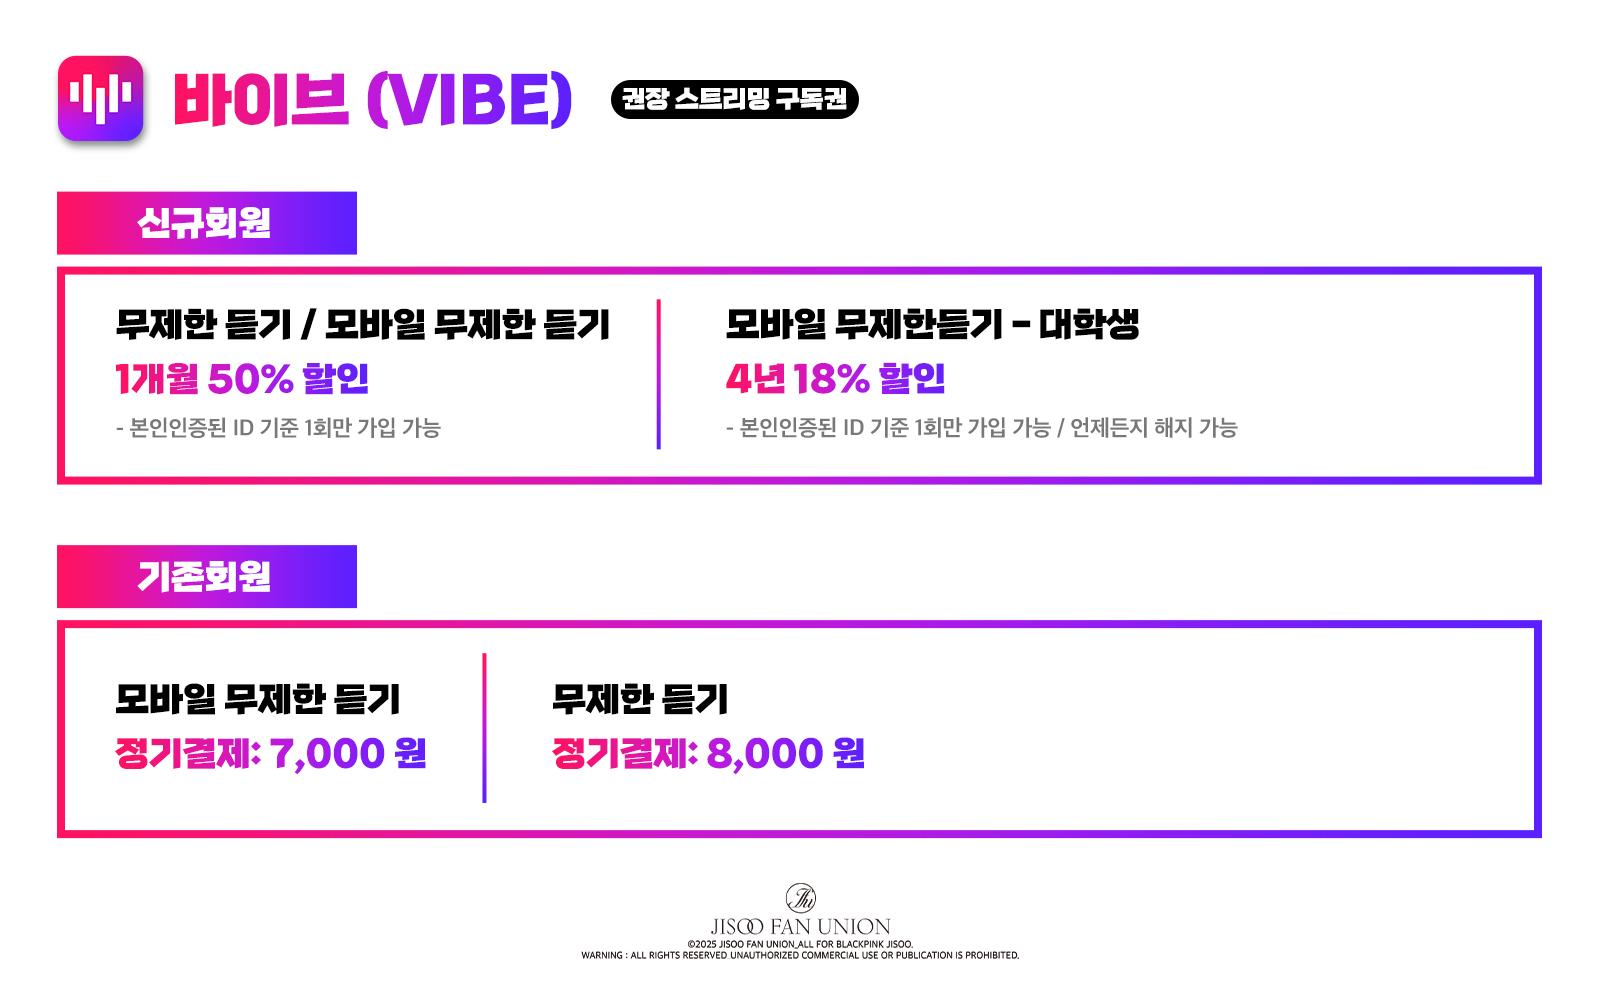 바이브 (VIBE)
권장 스트리밍 구독권
신규회원
무제한 듣기 / 모바일 무제한 듣기
1개월 50% 할인
- 본인인증된 ID 기준 1회만 가입 가능
모바일 무제한듣기 - 대학생
4년 18% 할인
- 본인인증된 ID 기준 1회만 가입 가능 / 언제든지 해지 가능
기존회원
모바일 무제한 듣기
정기결제: 7,000 원
무제한 듣기
정기결제: 8,000 원
JISOO FAN UNION
©2025 JISOO FAN UNION_ALL FOR BLACKPINK JISOO.
WARNING : ALL RIGHTS RESERVED. UNAUTHORIZED COMMERCIAL USE OR PUBLICATION IS PROHIBITED.